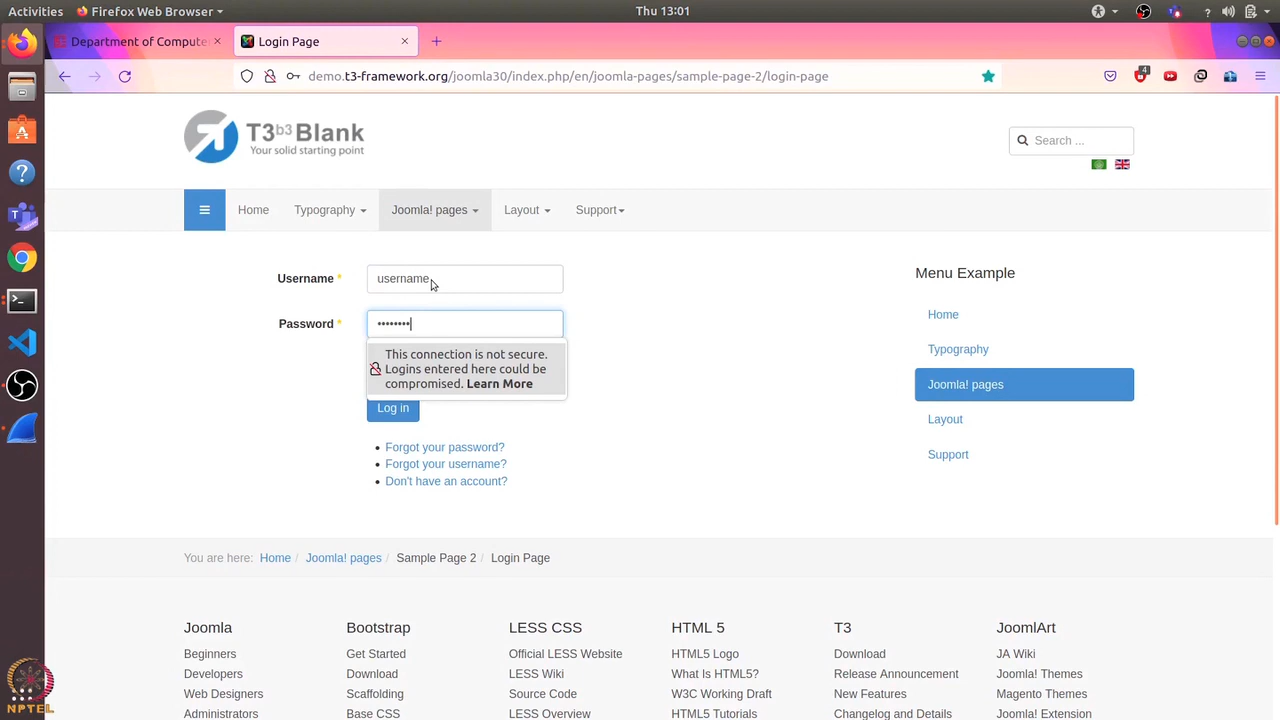 Activities
Firefox Web Browser
Thu 13:01
Department of Compute
Login Page
demo.t3-framework.org/joomla30/index.php/en/joomla-pages/sample-page-2/login-page
4
T3 b3 Blank
Your solid starting point
Search ...
Home
Typography
Joomla! pages
Layout
Support
Username *
username
Menu Example
Password *
••••••••
Home
This connection is not secure.
Logins entered here could be
compromised. Learn More
Typography
Joomla! pages
Log in
Layout
Forgot your password?
Forgot your username?
Support
Don't have an account?
You are here: Home / Joomla! pages / Sample Page 2 / Login Page
Joomla
Bootstrap
LESS CSS
HTML 5
T3
JoomlArt
Beginners
Get Started
Official LESS Website
HTML5 Logo
Download
JA Wiki
Developers
Download
LESS Wiki
What Is HTML5?
Release Announcement
Joomla! Themes
Web Designers
Scaffolding
Source Code
W3C Working Draft
New Features
Magento Themes
Administrators
Base CSS
LESS Overview
HTML5 Tutorials
Changelog and Details
Joomla! Extension
NPTEL